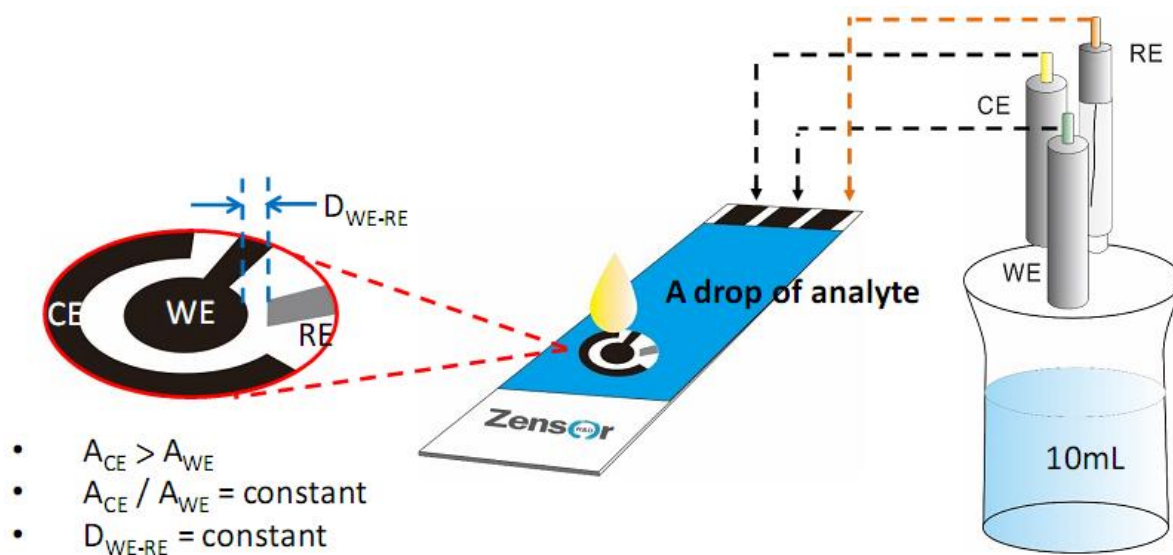 RE
CE
D_WE-RE
WE
A drop of analyte
CE
WE
RE
Zensor
R&D
10mL
• A_CE > A_WE
• A_CE / A_WE = constant
• D_WE-RE = constant